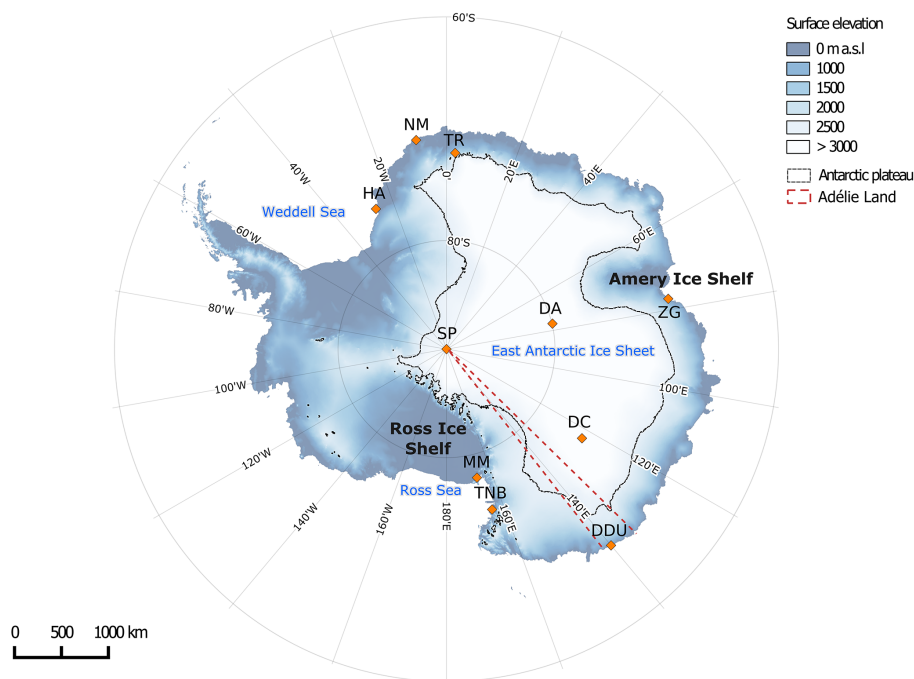 60'S
Surface elevation
0 m a.s.l
1000
1500
2000
2500
> 3000
Antarctic plateau
Adélie Land
NM
TR
40'W
20'W
0'
20'E
40'E
HA
Weddell Sea
60'W
80'S
60'E
Amery Ice Shelf
80'W
DA
ZG
SP
East Antarctic Ice Sheet
100'W
100'E
Ross Ice
Shelf
DC
120'W
MM
120'E
Ross Sea
TNB
140'W
160'W
180'E
160'E
140'E
DDU
0 500 1000 km